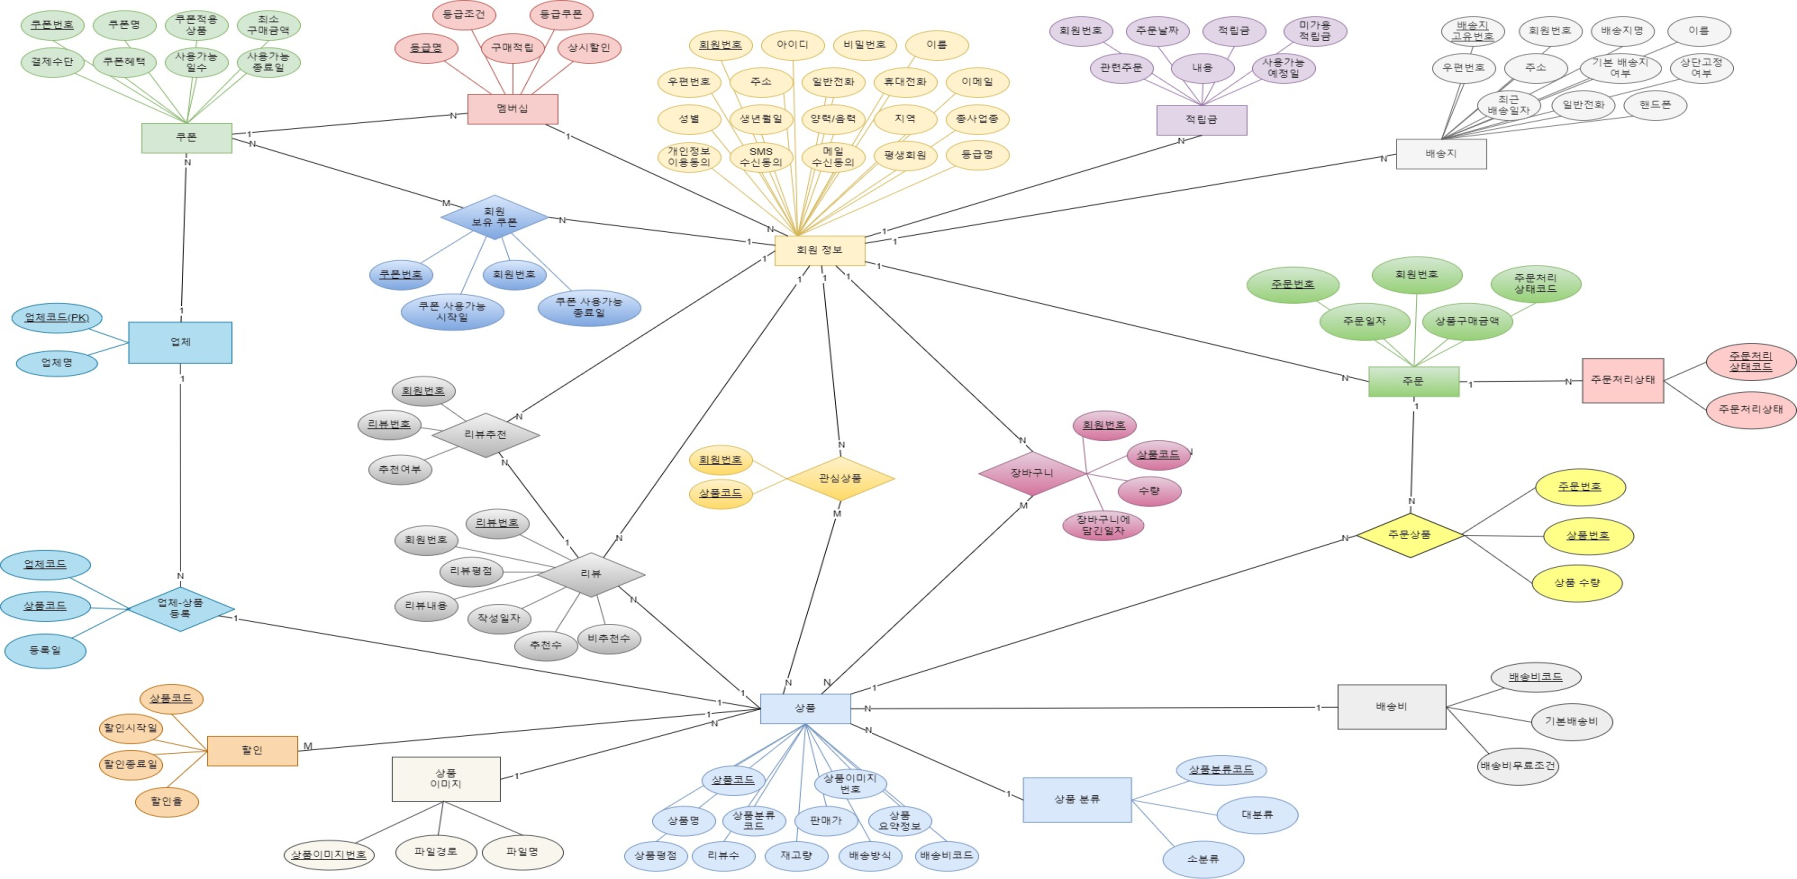 쿠폰번호
쿠폰명
쿠폰적용
상품
최소
구매금액
결제수단
쿠폰혜택
사용가능
일수
사용가능
종료일
쿠폰
등급조건
등급쿠폰
등급명
구매적립
상시할인
멤버십
회원번호
아이디
비밀번호
이름
우편번호
주소
일반전화
휴대전화
이메일
성별
생년월일
양력/음력
지역
종사업종
개인정보
이용동의
SMS
수신동의
메일
수신동의
평생회원
등급명
회원 정보
회원번호
주문날짜
적립금
미가용
적립금
관련주문
내용
사용가능
예정일
적립금
배송지
고유번호
회원번호
배송지명
이름
우편번호
주소
기본 배송지
여부
상단고정
여부
최근
배송일자
일반전화
핸드폰
배송지
1
N
N
M
N
1
1
N
N
1
N
1
N
1
N
1
회원
보유 쿠폰
쿠폰번호
회원번호
쿠폰 사용가능
시작일
쿠폰 사용가능
종료일
업체코드(PK)
업체명
업체
1
N
1
1
1
1
1
1
N
N
N
N
N
주문번호
회원번호
주문처리
상태코드
주문일자
상품구매금액
주문
1
N
주문처리상태
주문처리
상태코드
주문처리상태
회원번호
리뷰번호
추천여부
리뷰추천
N
1
리뷰번호
회원번호
리뷰평점
리뷰내용
작성일자
추천수
비추천수
리뷰
N
1
회원번호
상품코드
관심상품
M
N
회원번호
상품코드
N
수량
장바구니에
담긴일자
장바구니
M
N
1
N
주문상품
주문번호
상품번호
상품 수량
N
1
업체코드
상품코드
등록일
업체-상품
등록
1
1
상품코드
할인시작일
할인종료일
할인율
할인
M
1
상품
이미지
1
N
상품이미지번호
파일경로
파일명
상품
상품코드
상품이미지
번호
상품명
상품분류
코드
판매가
상품
요약정보
상품평점
리뷰수
재고량
배송방식
배송비코드
N
1
배송비
배송비코드
기본배송비
배송비무료조건
N
1
상품 분류
상품분류코드
대분류
소분류